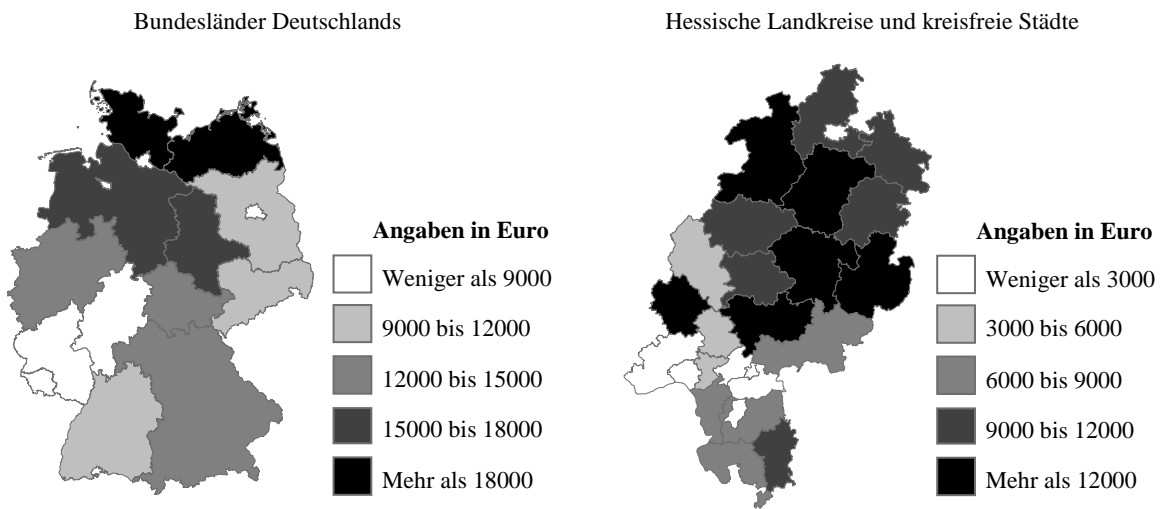 Bundesländer Deutschlands
Angaben in Euro
Weniger als 9000
9000 bis 12000
12000 bis 15000
15000 bis 18000
Mehr als 18000
Hessische Landkreise und kreisfreie Städte
Angaben in Euro
Weniger als 3000
3000 bis 6000
6000 bis 9000
9000 bis 12000
Mehr als 12000